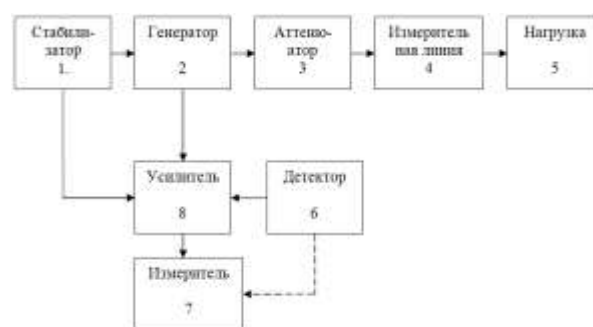 Стабили-
затор
1.
Генератор
2
Аттеню-
атор
3
Измеритель
ная линия
4
Нагрузка
5
Усилитель
8
Детектор
6
Измеритель
7